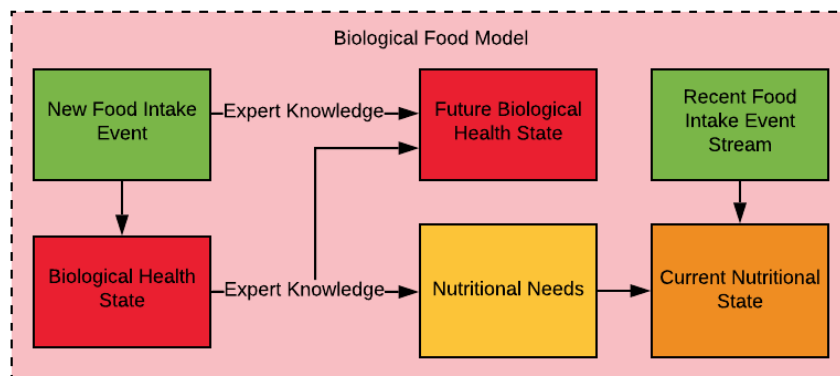 Biological Food Model
New Food Intake
Event
Expert Knowledge
Future Biological
Health State
Recent Food
Intake Event
Stream
Biological Health
State
Expert Knowledge
Nutritional Needs
Current Nutritional
State